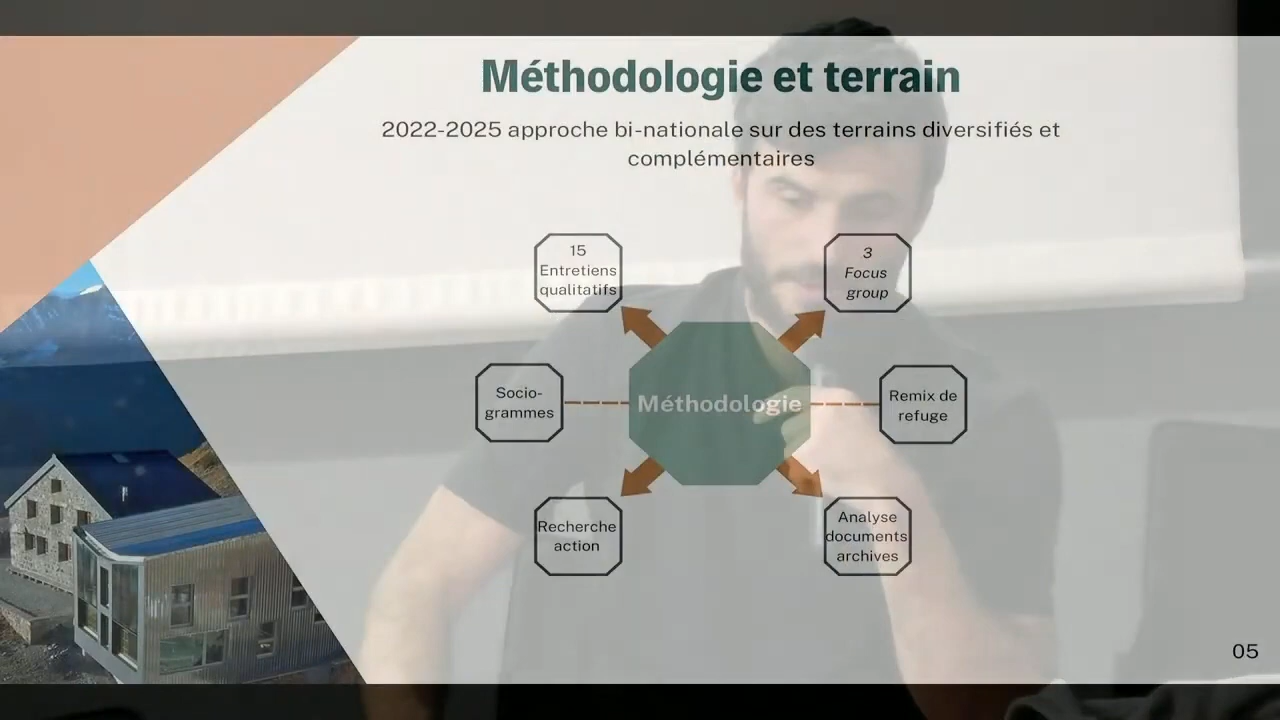 Méthodologie et terrain
2022-2025 approche bi-nationale sur des terrains diversifiés et
complémentaires
15
Entretiens
qualitatifs
3
Focus
group
Socio-
grammes
Méthodologie
Remix de
refuge
Recherche
action
Analyse
documents
archives
05